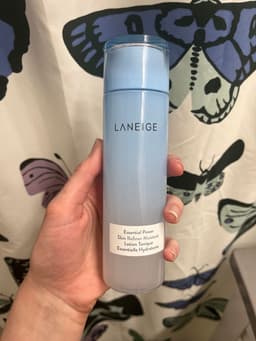 LANEIGE
Essential Power
Skin Refiner Moisture
Lotion Tonique
Essentielle Hydratante